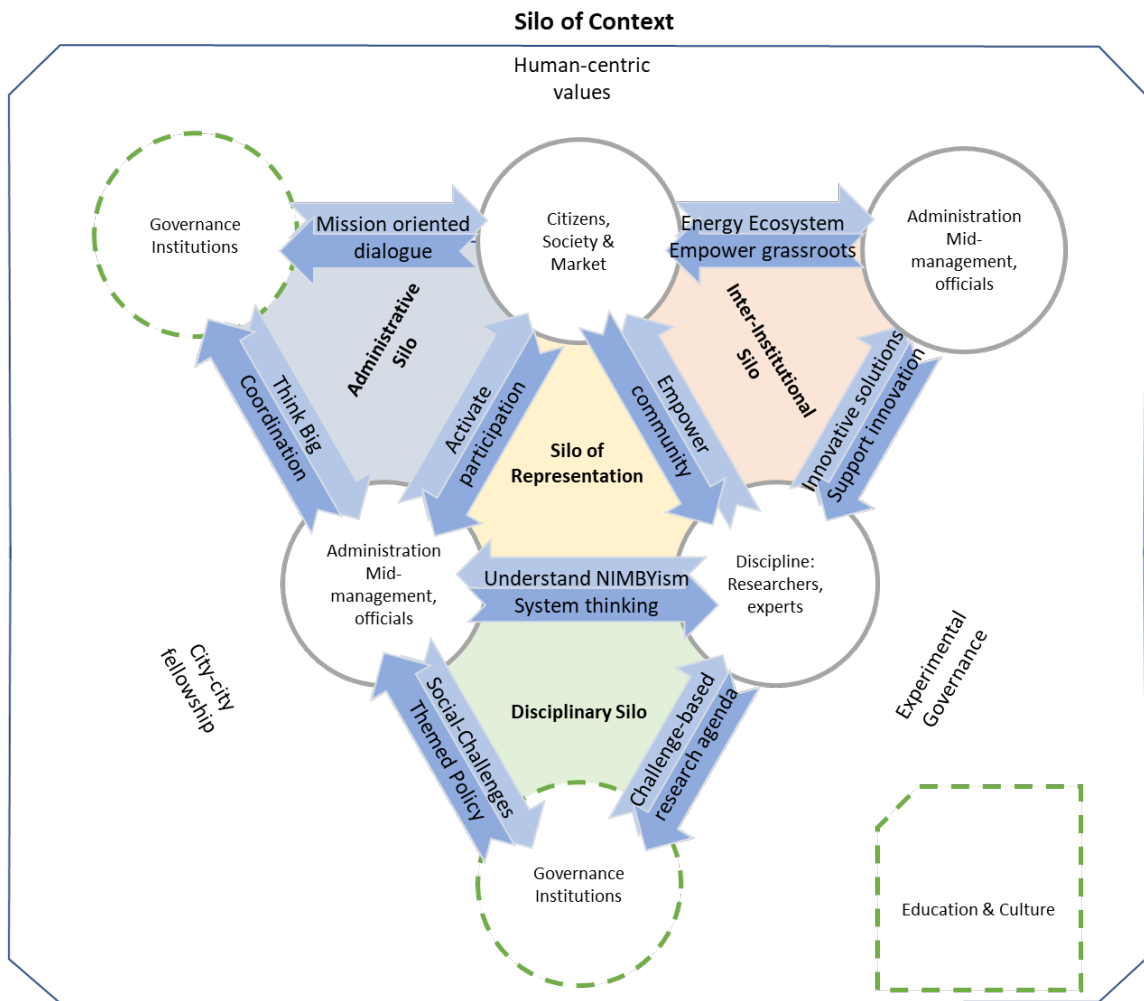 Silo of Context
Human-centric
values
Governance
Institutions
Mission oriented
dialogue
Citizens,
Society &
Market
Energy Ecosystem
Empower grassroots
Administration
Mid-
management,
officials
Administrative
Silo
Inter-Institutional
Silo
Think Big
Coordination
Activate
participation
Empower
community
Innovative solutions
Support innovation
Silo of
Representation
Administration
Mid-
management,
officials
Understand NIMBYism
System thinking
Discipline:
Researchers,
experts
City-city
fellowship
Experimental
Governance
Social-Challenges
Themed Policy
Disciplinary Silo
Challenge-based
research agenda
Governance
Institutions
Education & Culture